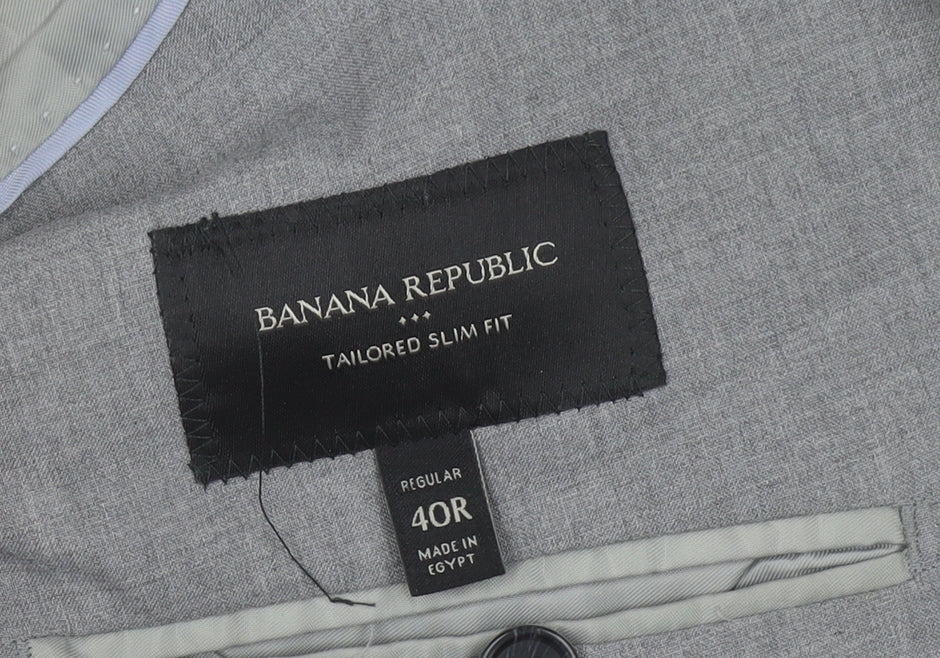 BANANA REPUBLIC
TAILORED SLIM FIT
REGULAR
40R
MADE IN
EGYPT